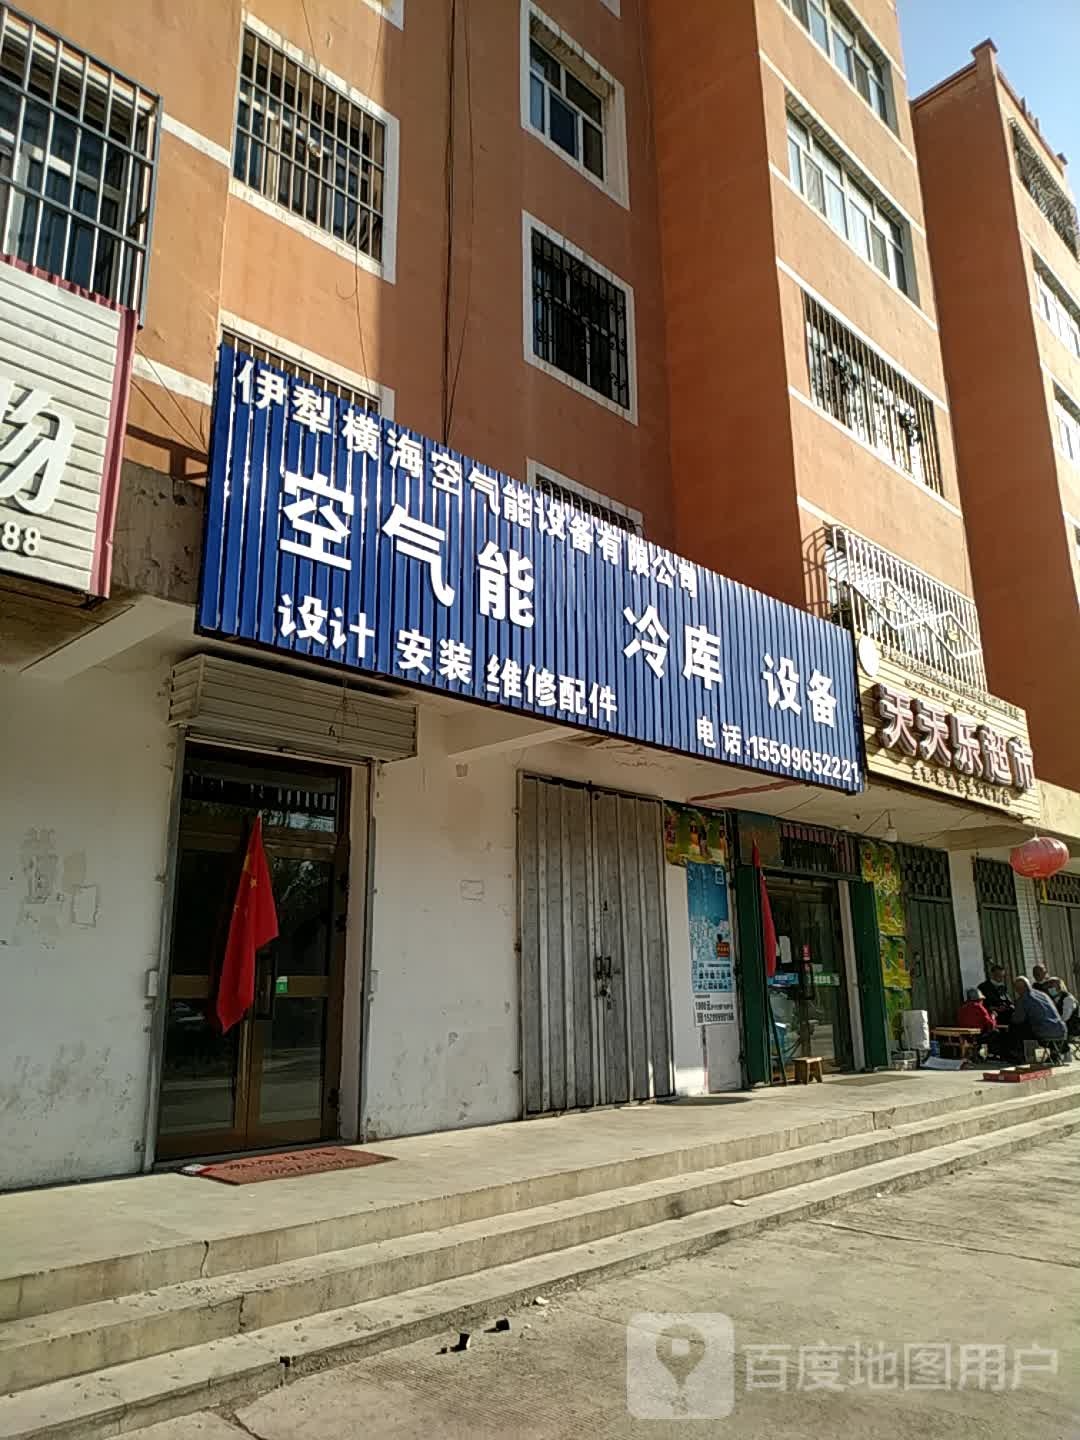 物
88
伊犁横海空气能设备有限公司
空气能 冷库 设备
设计 安装 维修配件
电话:15599652221
天天乐超市
百度地图用户